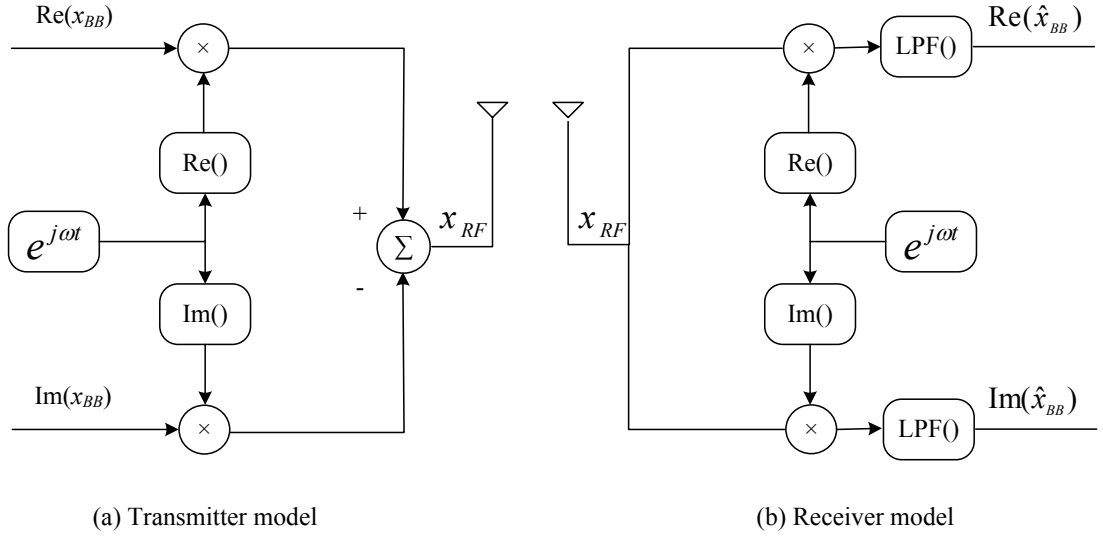 Re(x_BB)
×
Re()
e^jωt
Im()
Im(x_BB)
×
+
-
Σ
x_RF
(a) Transmitter model
x_RF
×
LPF()
Re(x̂_BB)
Re()
e^jωt
Im()
×
LPF()
Im(x̂_BB)
(b) Receiver model